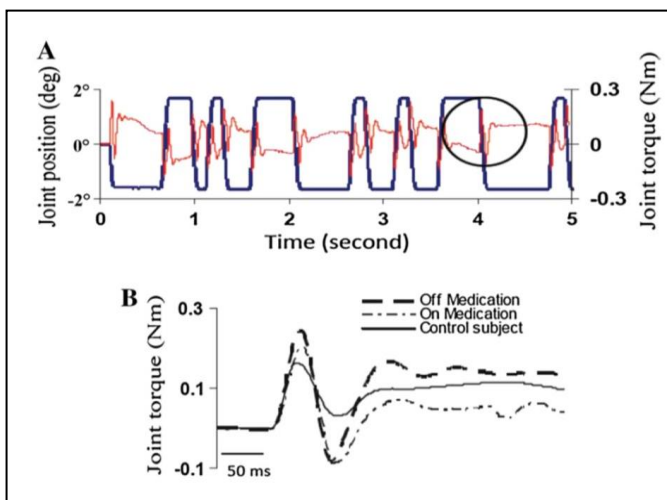 A
Joint position (deg)
2°
0°
-2°
0.3
0
-0.3
Joint torque (Nm)
0 1 2 3 4 5
Time (second)
B
Joint torque (Nm)
0.3
0.1
-0.1
Off Medication
On Medication
Control subject
50 ms